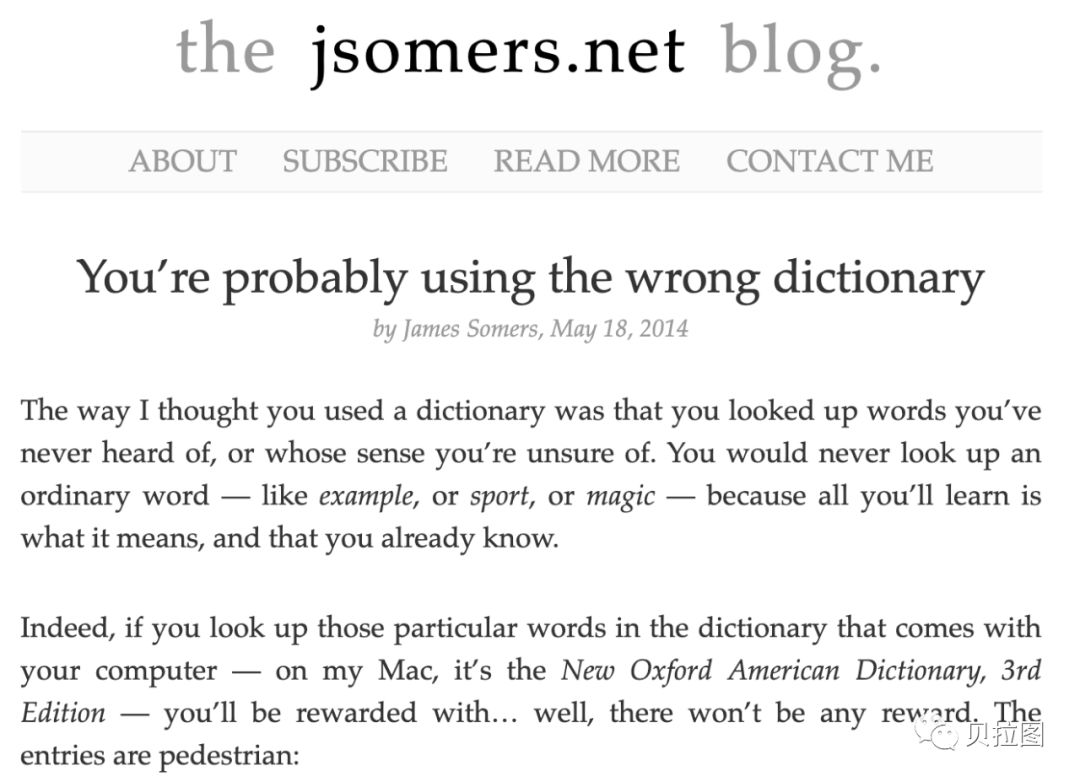 the jsomers.net blog.
ABOUT SUBSCRIBE READ MORE CONTACT ME
You’re probably using the wrong dictionary
by James Somers, May 18, 2014
The way I thought you used a dictionary was that you looked up words you’ve
never heard of, or whose sense you’re unsure of. You would never look up an
ordinary word — like example, or sport, or magic — because all you’ll learn is
what it means, and that you already know.
Indeed, if you look up those particular words in the dictionary that comes with
your computer — on my Mac, it’s the New Oxford American Dictionary, 3rd
Edition — you’ll be rewarded with… well, there won’t be any reward. The
entries are pedestrian:
贝拉图